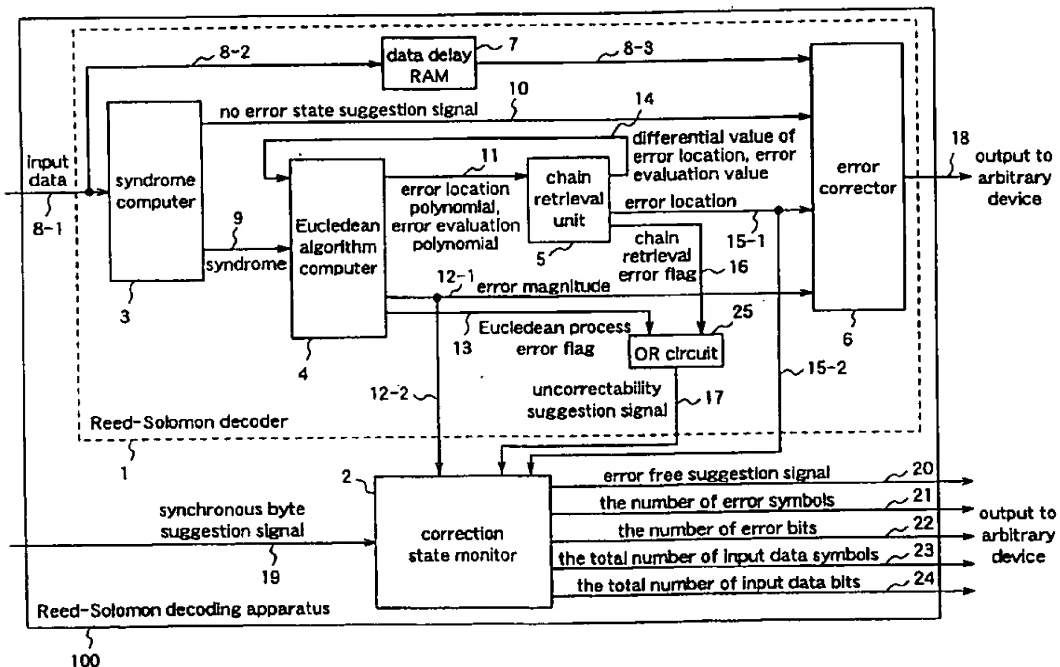 7
8-2
data delay
RAM
8-3
10
no error state suggestion signal
14
input
data
8-1
syndrome
computer
3
9
syndrome
Eucledean
algorithm
computer
4
11
error location
polynomial,
error evaluation
polynomial
chain
retrieval
unit
5
differential value of
error location, error
evaluation value
error location
15-1
chain
retrieval
error flag
16
error
corrector
6
18
output to
arbitrary
device
12-1
error magnitude
13
Eucledean process
error flag
25
OR circuit
15-2
12-2
uncorrectability
suggestion signal
17
Reed-Solomon decoder
1
2
synchronous byte
suggestion signal
19
correction
state monitor
error free suggestion signal
20
the number of error symbols
21
the number of error bits
22
the total number of input data symbols
23
the total number of input data bits
24
output to
arbitrary
device
Reed-Solomon decoding apparatus
100